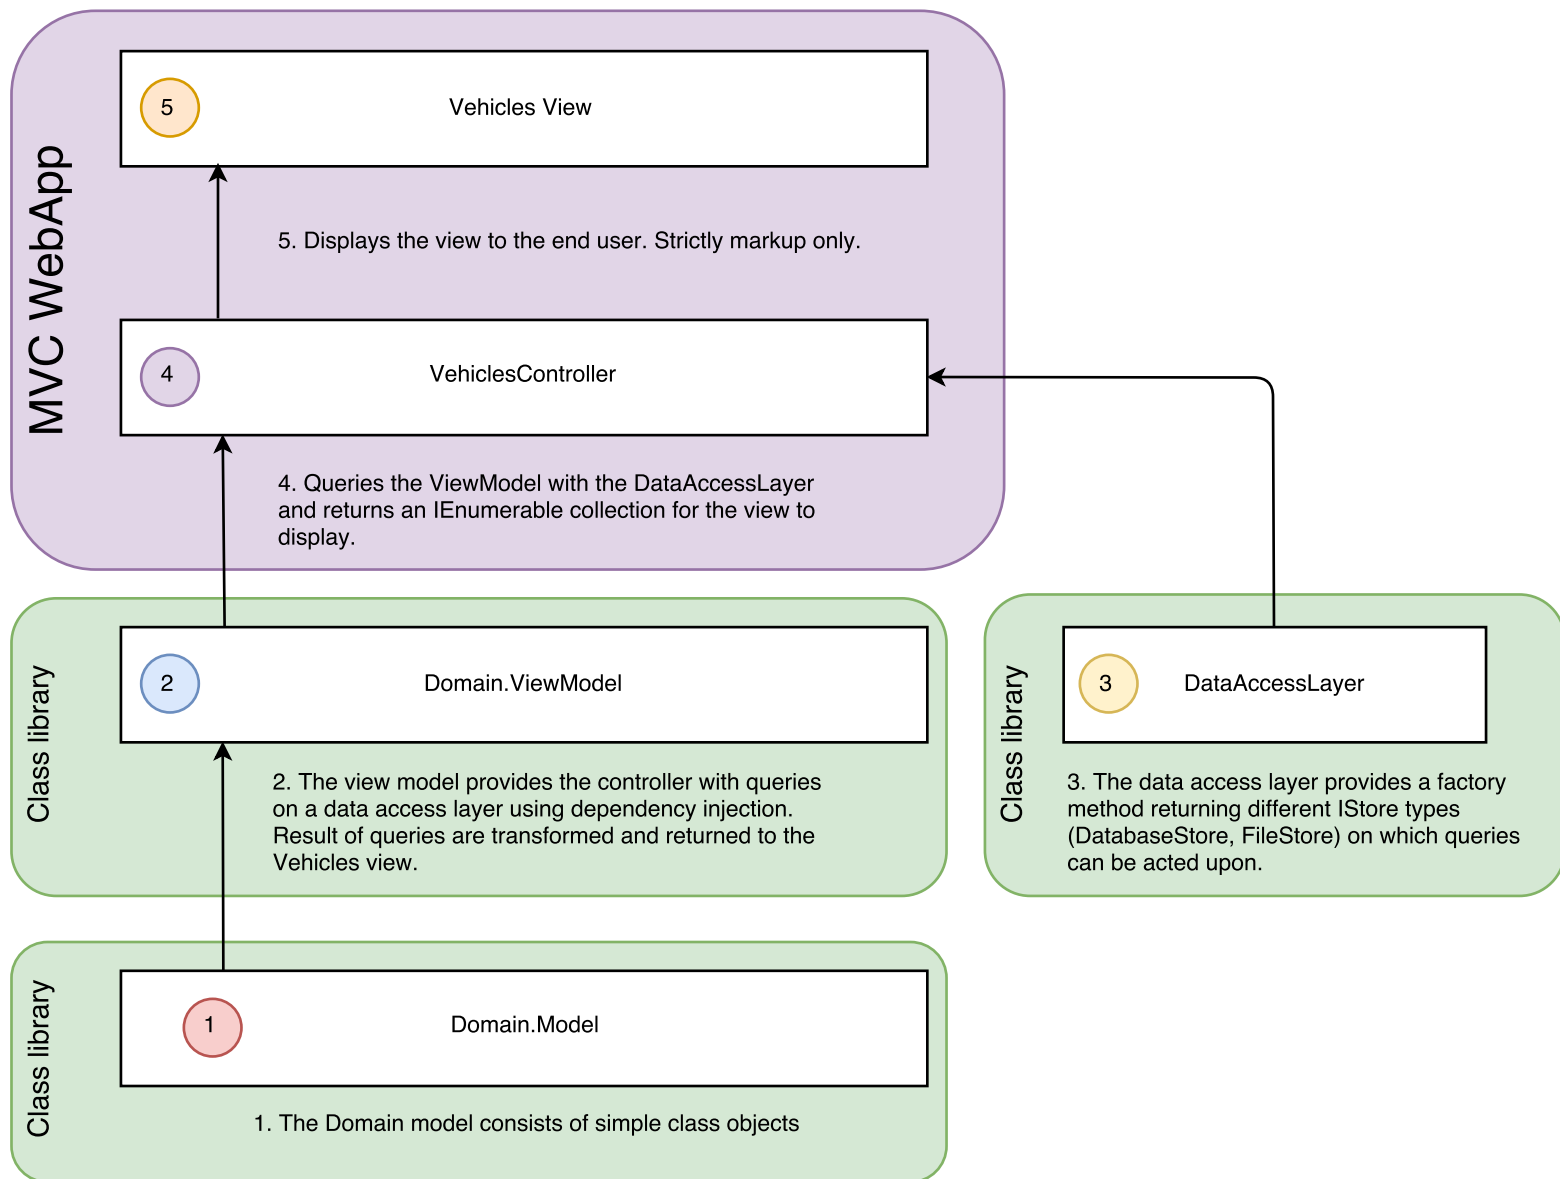 MVC WebApp
5
Vehicles View
5. Displays the view to the end user. Strictly markup only.
4
VehiclesController
4. Queries the ViewModel with the DataAccessLayer
and returns an IEnumerable collection for the view to
display.
Class library
2
Domain.ViewModel
2. The view model provides the controller with queries
on a data access layer using dependency injection.
Result of queries are transformed and returned to the
Vehicles view.
Class library
3
DataAccessLayer
3. The data access layer provides a factory
method returning different IStore types
(DatabaseStore, FileStore) on which queries
can be acted upon.
Class library
1
Domain.Model
1. The Domain model consists of simple class objects